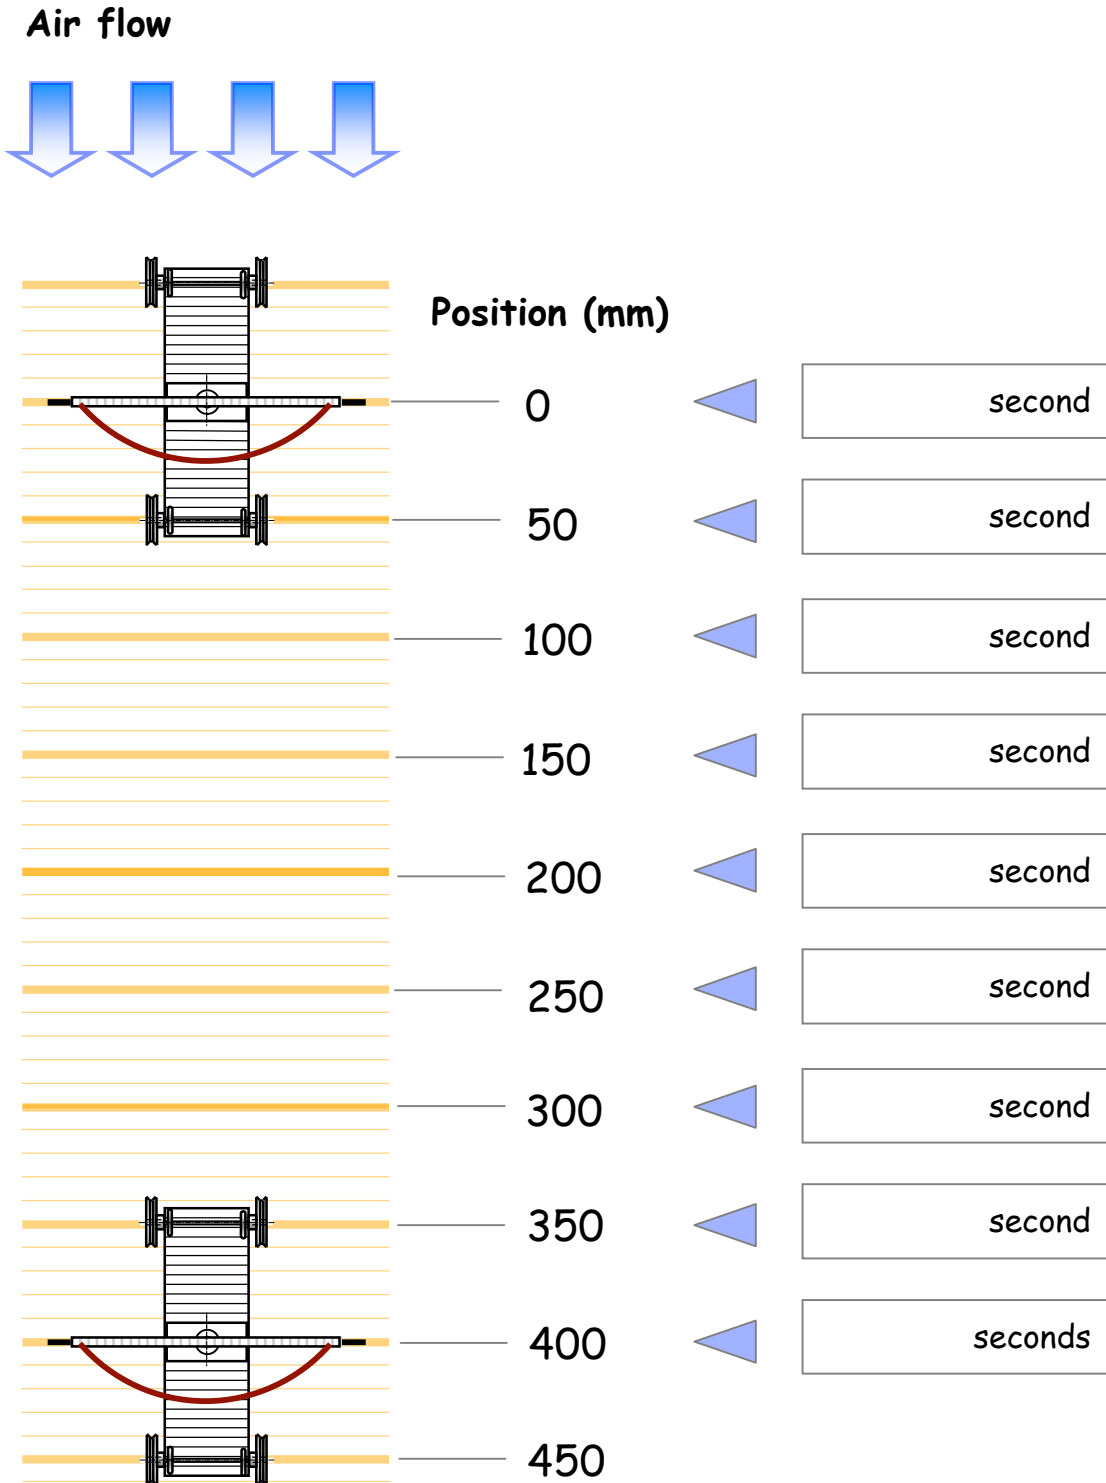 Air flow
Position (mm)
0 second
50 second
100 second
150 second
200 second
250 second
300 second
350 second
400 seconds
450